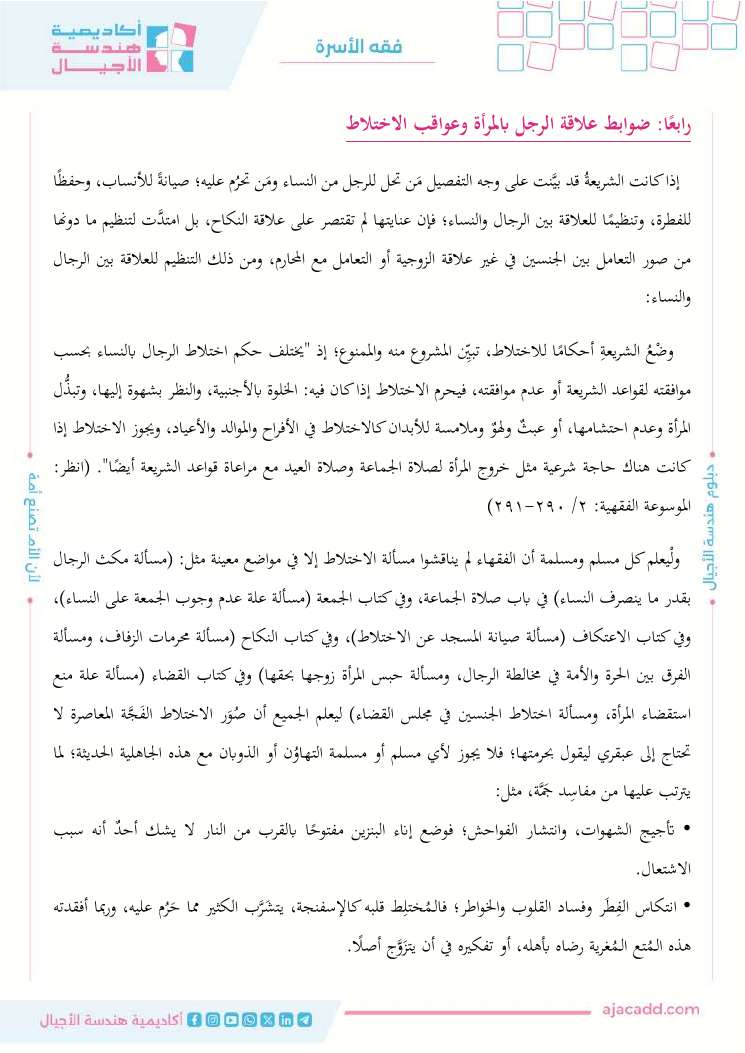 أكاديمية
هندسة
الأجيال
فقه الأسرة
رابعًا: ضوابط علاقة الرجل بالمرأة وعواقب الاختلاط
إذا كانت الشريعةُ قد بيَّنت على وجه التفصيل مَن تحل للرجل من النساء ومَن تحرُم عليه؛ صيانةً للأنساب، وحفظًا
للفطرة، وتنظيمًا للعلاقة بين الرجال والنساء؛ فإن عنايتها لم تقتصر على علاقة النكاح، بل امتدَّت لتنظيم ما دونها
من صور التعامل بين الجنسين في غير علاقة الزوجية أو التعامل مع المحارم، ومن ذلك التنظيم للعلاقة بين الرجال
والنساء:
وضْعُ الشريعةِ أحكامًا للاختلاط، تبيِّن المشروع منه والممنوع؛ إذ "يختلف حكم اختلاط الرجال بالنساء بحسب
موافقته لقواعد الشريعة أو عدم موافقته، فيحرم الاختلاط إذا كان فيه: الخلوة بالأجنبية، والنظر بشهوة إليها، وتبذُّل
المرأة وعدم احتشامها، أو عبثٌ ولهوٌ وملامسة للأبدان كالاختلاط في الأفراح والموالد والأعياد، ويجوز الاختلاط إذا
كانت هناك حاجة شرعية مثل خروج المرأة لصلاة الجماعة وصلاة العيد مع مراعاة قواعد الشريعة أيضًا". (انظر:
الموسوعة الفقهية: ٢/ ٢٩٠-٢٩١)
ولْيعلم كل مسلم ومسلمة أن الفقهاء لم يناقشوا مسألة الاختلاط إلا في مواضع معينة مثل: (مسألة مكث الرجال
بقدر ما ينصرف النساء) في باب صلاة الجماعة، وفي كتاب الجمعة (مسألة علة عدم وجوب الجمعة على النساء)،
وفي كتاب الاعتكاف (مسألة صيانة المسجد عن الاختلاط)، وفي كتاب النكاح (مسألة محرمات الزفاف، ومسألة
الفرق بين الحرة والأمة في مخالطة الرجال، ومسألة حبس المرأة زوجها بحقها) وفي كتاب القضاء (مسألة علة منع
استقضاء المرأة، ومسألة اختلاط الجنسين في مجلس القضاء) ليعلم الجميع أن صُوَر الاختلاط الفَجَّة المعاصرة لا
تحتاج إلى عبقري ليقول بحرمتها؛ فلا يجوز لأي مسلم أو مسلمة التهاوُن أو الذوبان مع هذه الجاهلية الحديثة؛ لما
يترتب عليها من مفاسِد جَمَّة، مثل:
• تأجيج الشهوات، وانتشار الفواحش؛ فوضع إناء البنزين مفتوحًا بالقرب من النار لا يشك أحدٌ أنه سبب
الاشتعال.
• انتكاس الفِطَر وفساد القلوب والخواطر؛ فالمُختلِط قلبه كالإسفنجة، يتشَرَّب الكثير مما حَرُم عليه، وربما أفقدته
هذه المُتع المُغرية رضاه بأهله، أو تفكيره في أن يتزَوَّج أصلًا.
دبلوم هندسة الأجيال
لأن الأم تصنع أمة
ajacadd.com
أكاديمية هندسة الأجيال